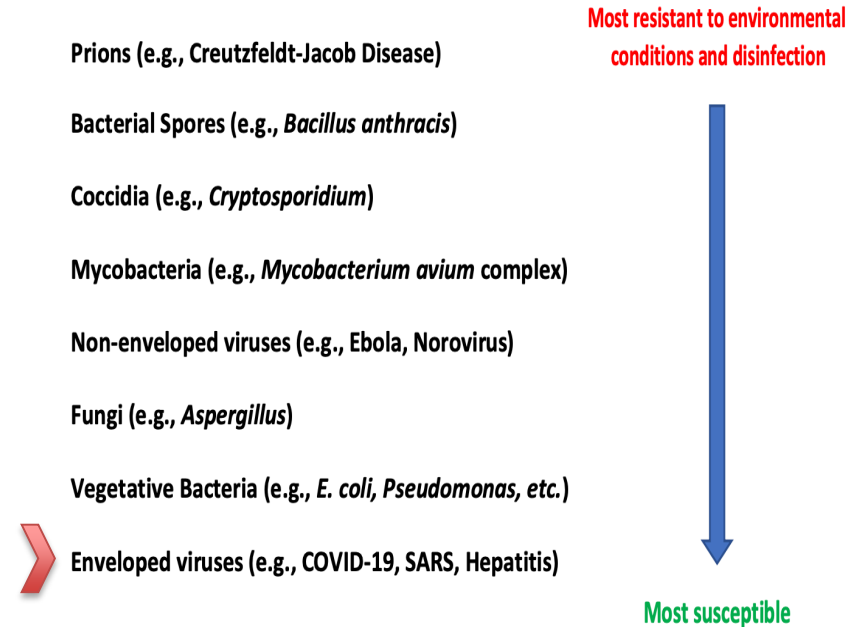 Most resistant to environmental
conditions and disinfection
Prions (e.g., Creutzfeldt-Jacob Disease)
Bacterial Spores (e.g., Bacillus anthracis)
Coccidia (e.g., Cryptosporidium)
Mycobacteria (e.g., Mycobacterium avium complex)
Non-enveloped viruses (e.g., Ebola, Norovirus)
Fungi (e.g., Aspergillus)
Vegetative Bacteria (e.g., E. coli, Pseudomonas, etc.)
Enveloped viruses (e.g., COVID-19, SARS, Hepatitis)
Most susceptible